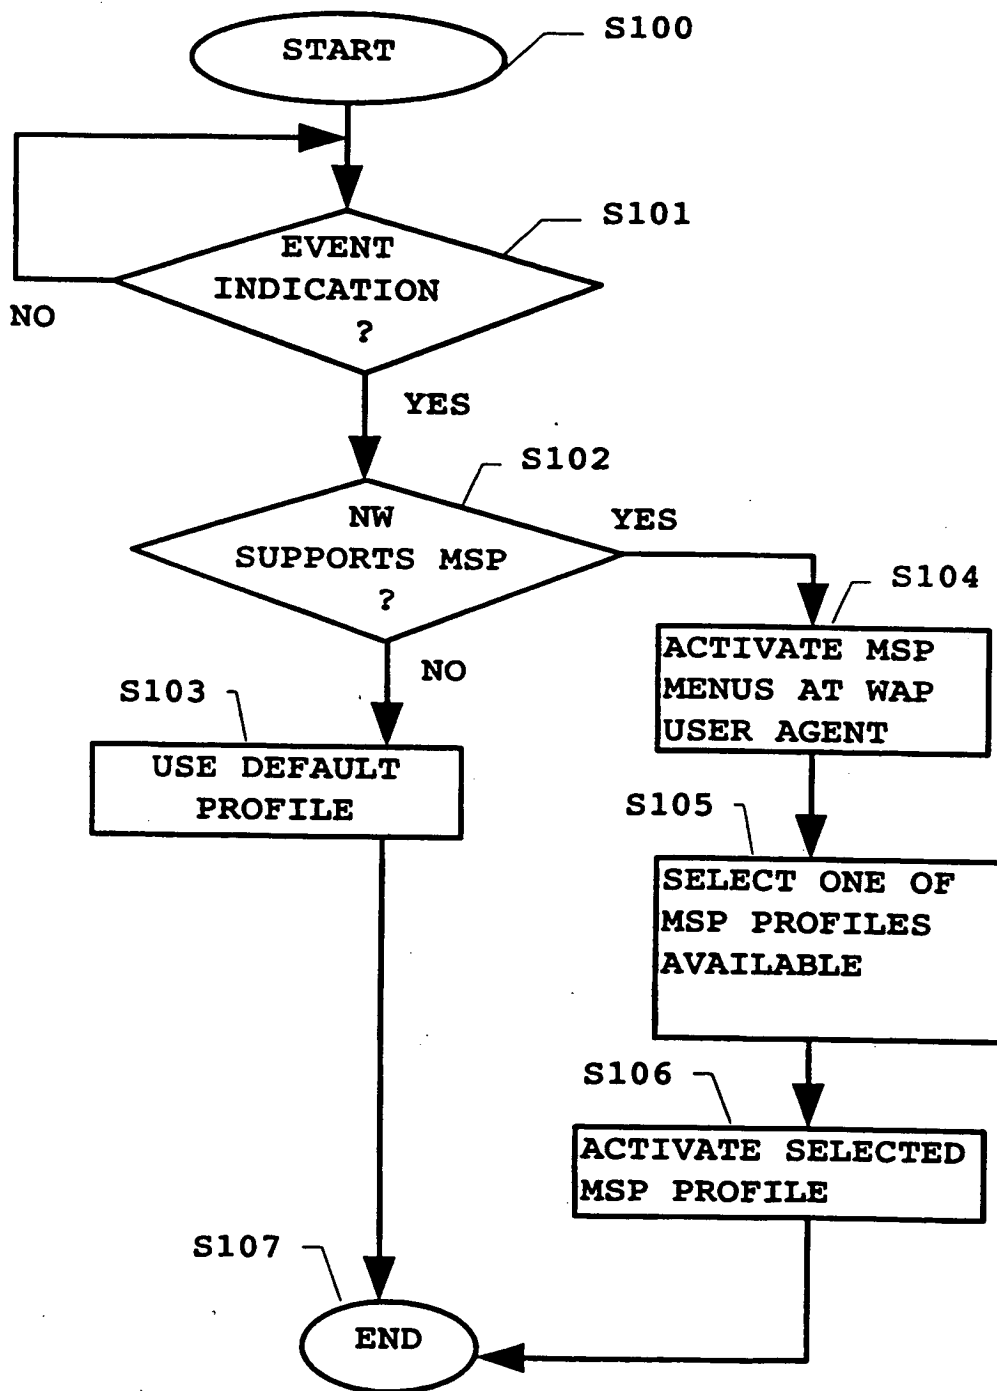 START
S100
S101
EVENT
INDICATION
?
NO
YES
S102
NW
SUPPORTS MSP
?
YES
NO
S103
USE DEFAULT
PROFILE
S104
ACTIVATE MSP
MENUS AT WAP
USER AGENT
S105
SELECT ONE OF
MSP PROFILES
AVAILABLE
S106
ACTIVATE SELECTED
MSP PROFILE
S107
END